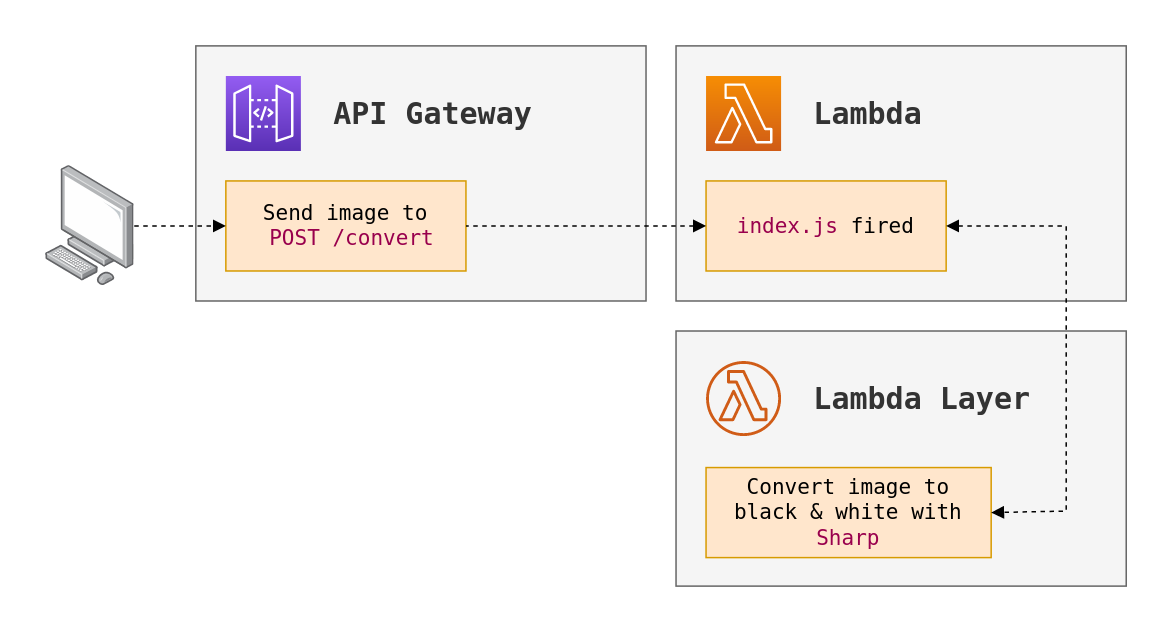 API Gateway
Send image to
POST /convert
Lambda
index.js fired
Lambda Layer
Convert image to
black & white with
Sharp